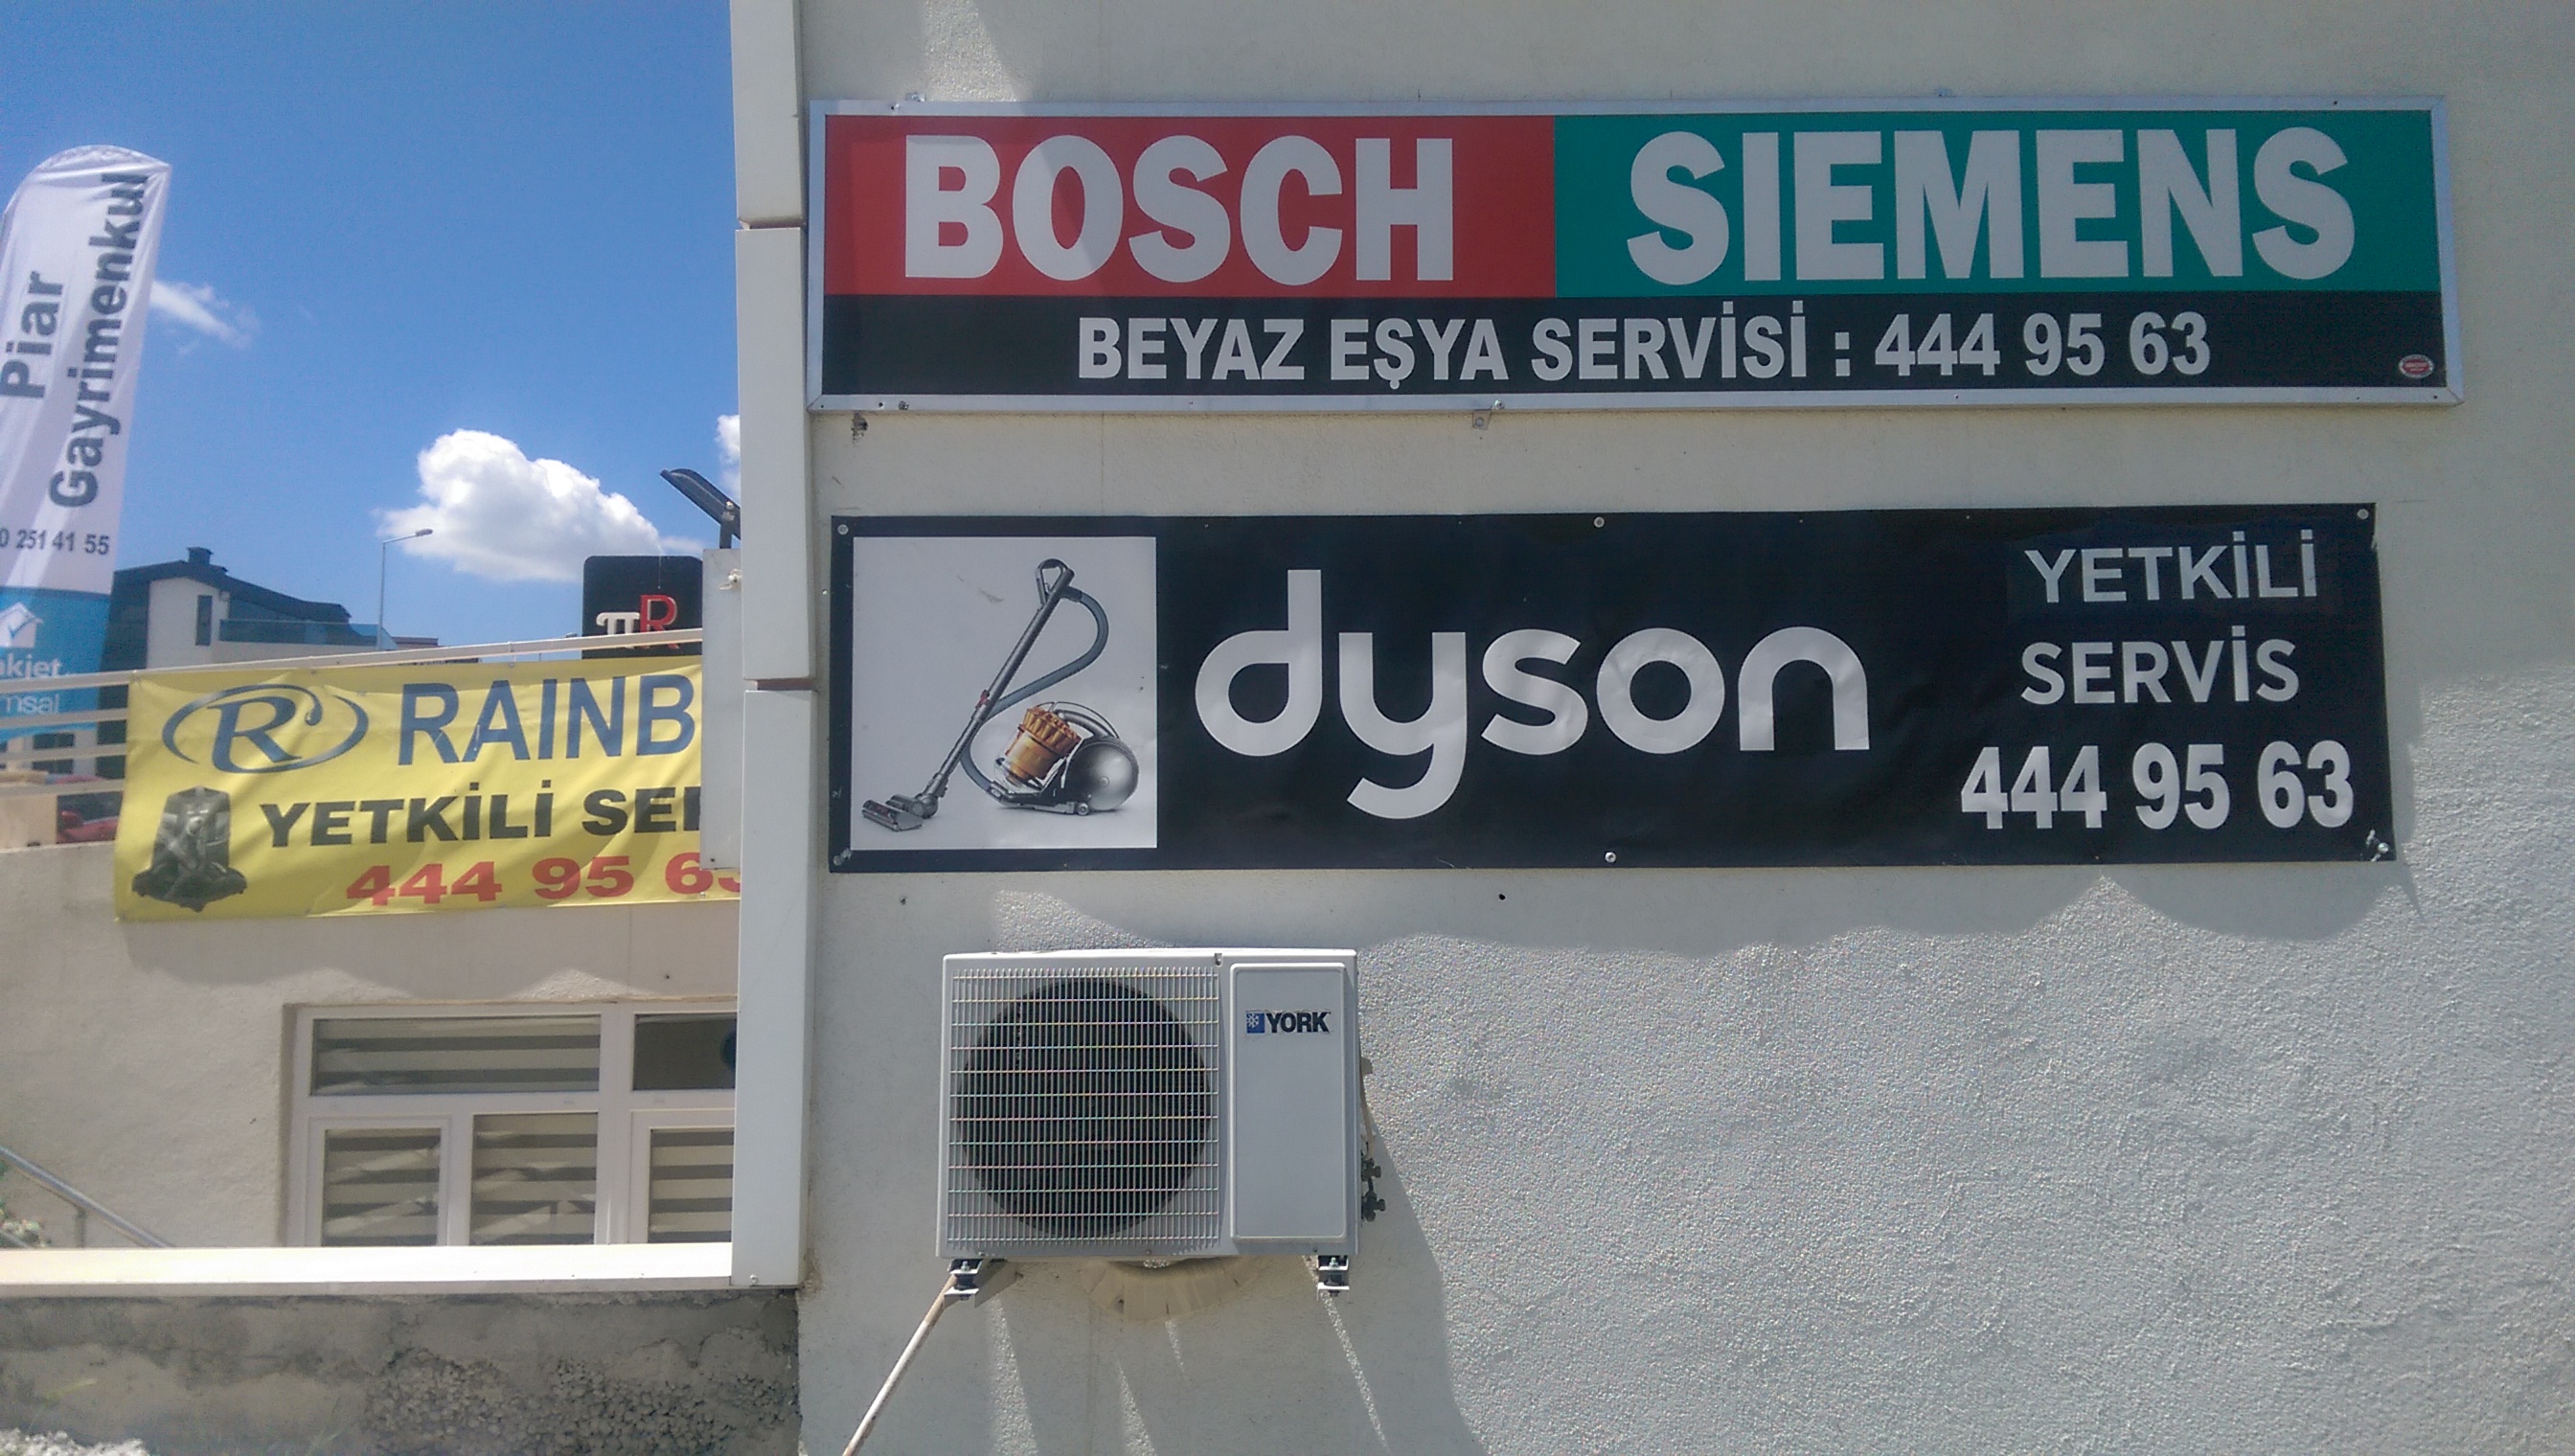 Piar
Gayrimenkul
0 251 41 55
R RAINB
YETKİLİ SE
444 95 6
πR
BOSCH SIEMENS
BEYAZ EŞYA SERVİSİ : 444 95 63
dyson
YETKİLİ
SERVİS
444 95 63
YORK